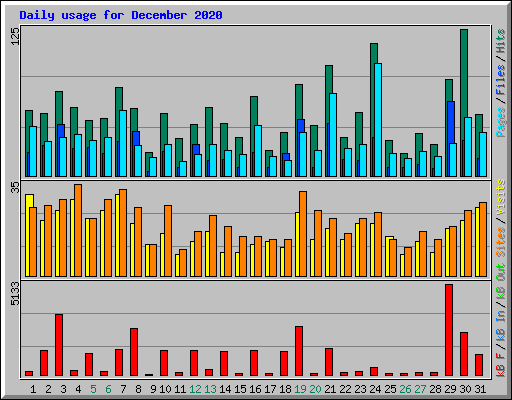 Daily usage for December 2020
125
Pages / Files / Hits
35
Sites / Visits
5133
kB F / kB In / kB Out
1 2 3 4 5 6 7 8 9 10 11 12 13 14 15 16 17 18 19 20 21 22 23 24 25 26 27 28 29 30 31